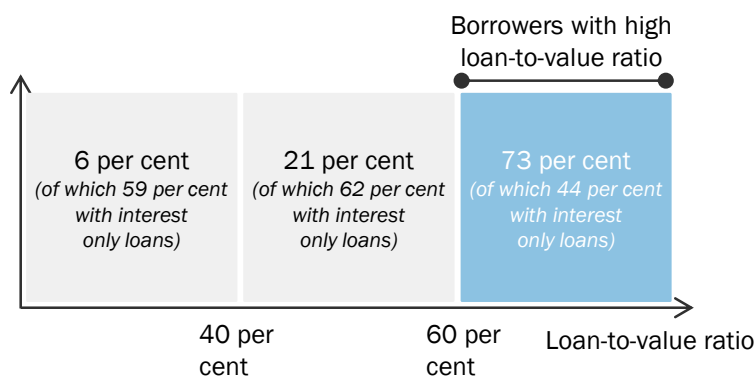 Borrowers with high
loan-to-value ratio
6 per cent
(of which 59 per cent
with interest
only loans)
21 per cent
(of which 62 per cent
with interest
only loans)
73 per cent
(of which 44 per cent
with interest
only loans)
40 per
cent
60 per
cent
Loan-to-value ratio